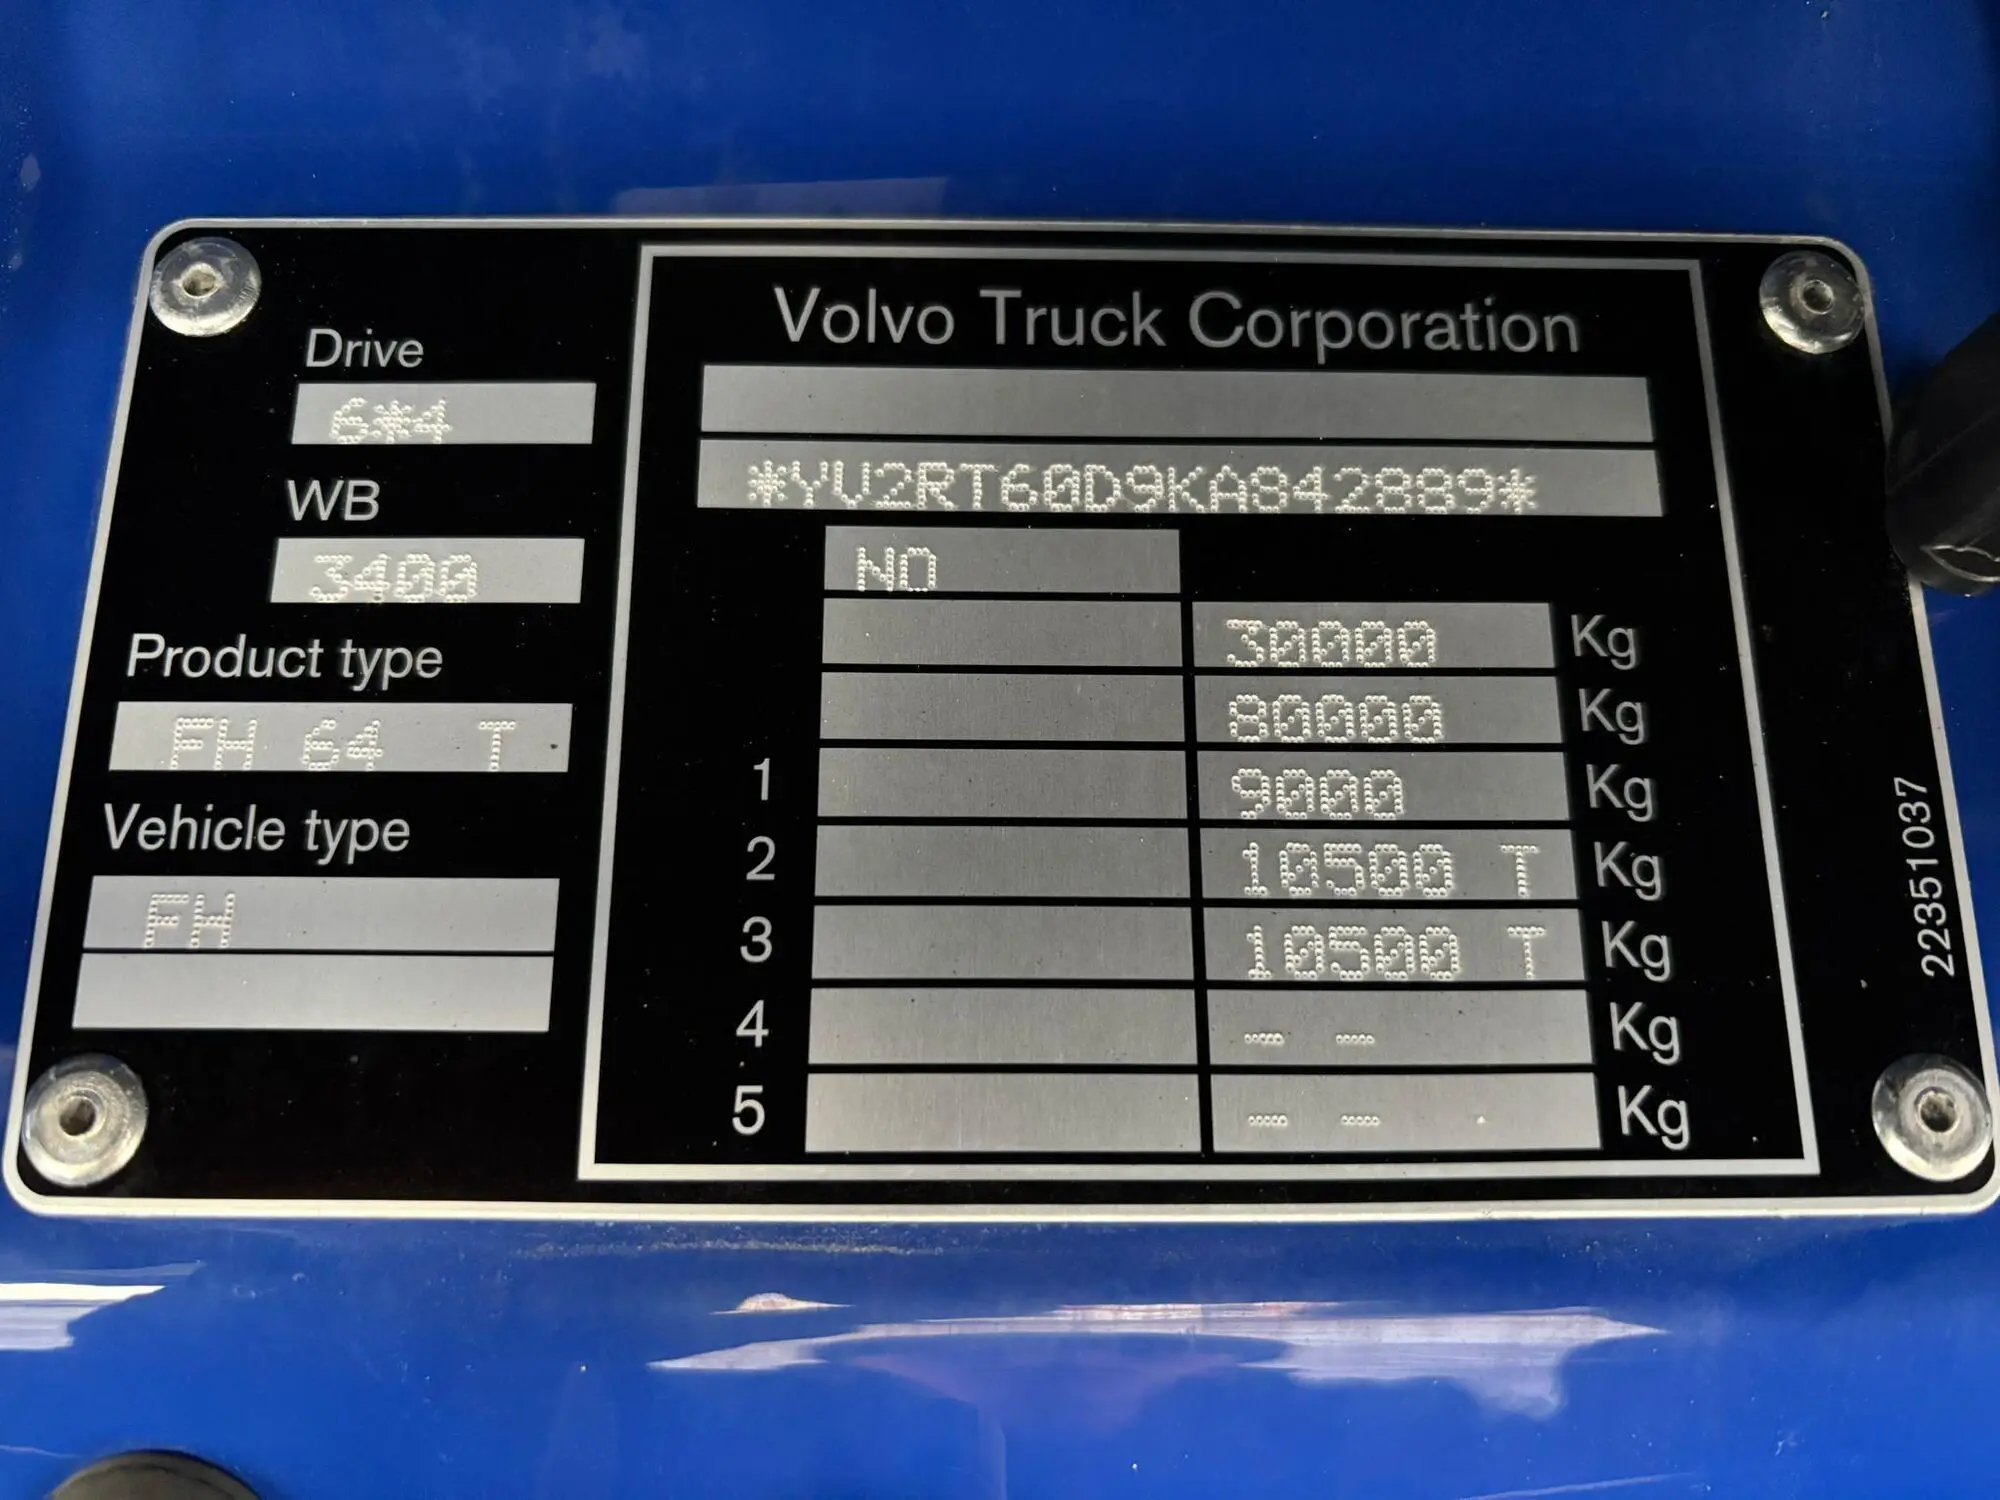 Volvo Truck Corporation
Drive
6*4
WB
3400
Product type
FH 64 T
Vehicle type
FH
*YV2RT60D9KA842889*
NO
30000 Kg
80000 Kg
1 9000 Kg
2 10500 T Kg
3 10500 T Kg
4 - - Kg
5 - - Kg
22351037